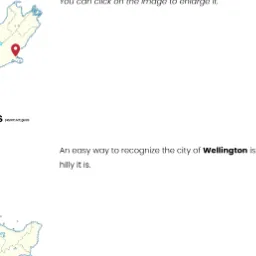 You can click on the image to enlarge it.
An easy way to recognize the city of Wellington is
hilly it is.